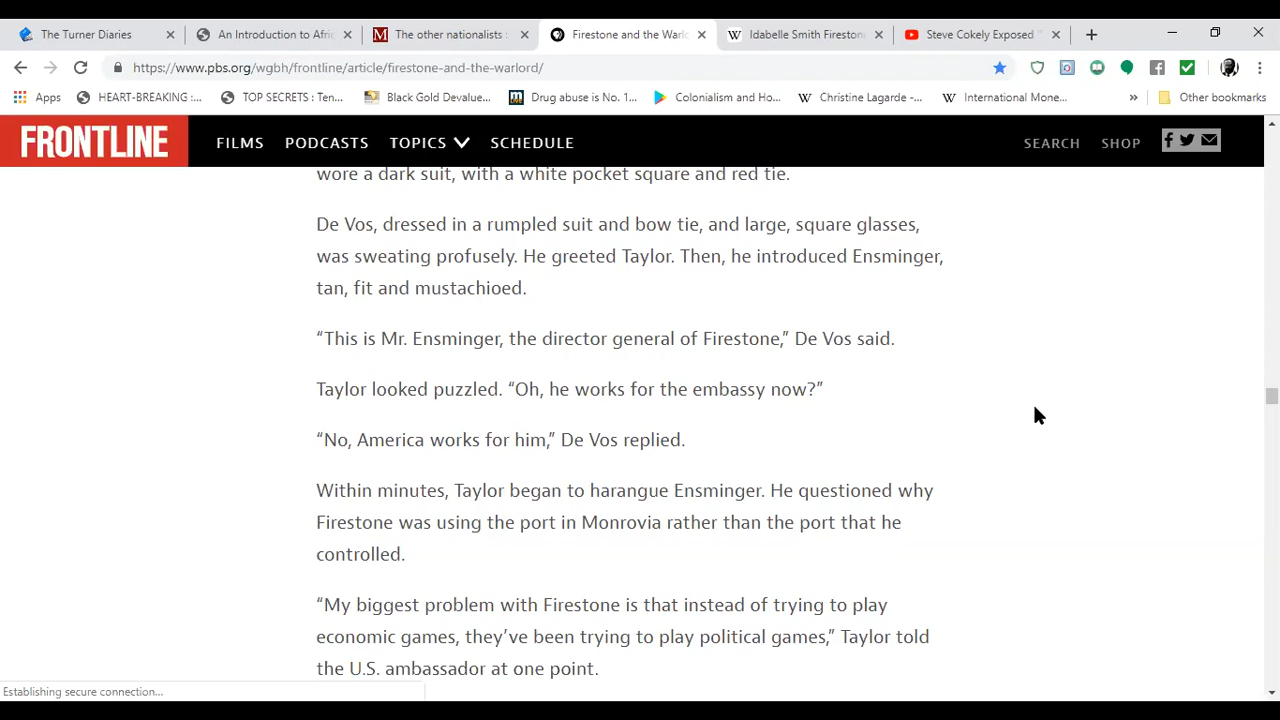 The Turner Diaries
An Introduction to Afri
The other nationalists
Firestone and the Warlo
Idabelle Smith Fireston
Steve Cokely Exposed "
https://www.pbs.org/wgbh/frontline/article/firestone-and-the-warlord/
Apps
HEART-BREAKING :...
TOP SECRETS : Ten...
Black Gold Devalue...
Drug abuse is No. 1...
Colonialism and Ho...
Christine Lagarde -...
International Mone...
»
Other bookmarks
FRONTLINE
FILMS
PODCASTS
TOPICS
SCHEDULE
SEARCH
SHOP
wore a dark suit, with a white pocket square and red tie.
De Vos, dressed in a rumpled suit and bow tie, and large, square glasses,
was sweating profusely. He greeted Taylor. Then, he introduced Ensminger,
tan, fit and mustachioed.
“This is Mr. Ensminger, the director general of Firestone,” De Vos said.
Taylor looked puzzled. “Oh, he works for the embassy now?”
“No, America works for him,” De Vos replied.
Within minutes, Taylor began to harangue Ensminger. He questioned why
Firestone was using the port in Monrovia rather than the port that he
controlled.
“My biggest problem with Firestone is that instead of trying to play
economic games, they’ve been trying to play political games,” Taylor told
the U.S. ambassador at one point.
Establishing secure connection...